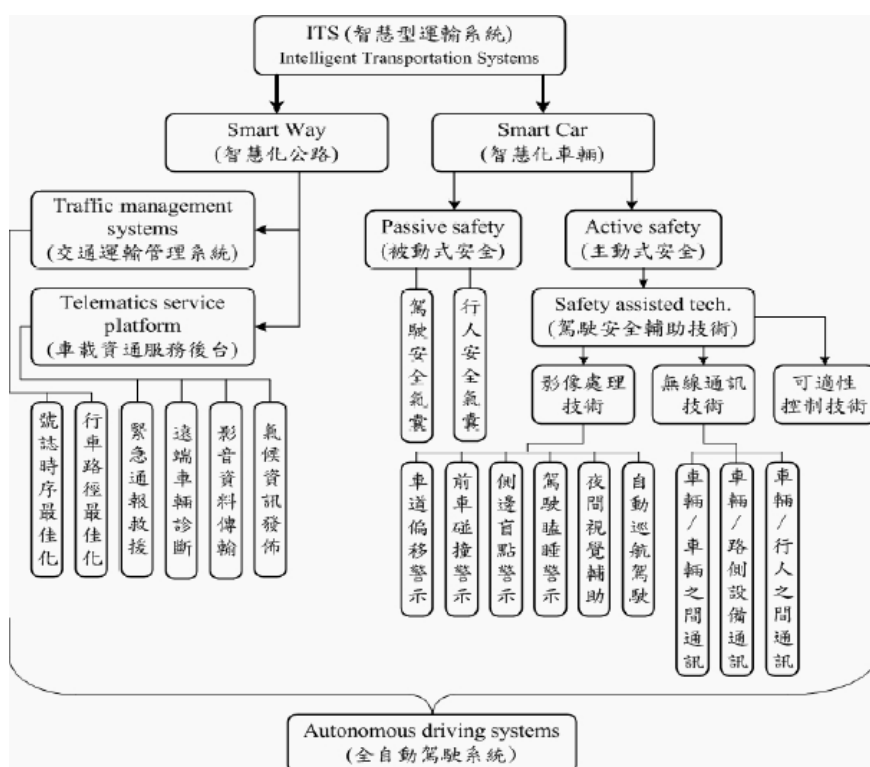 ITS (智慧型運輸系統)
Intelligent Transportation Systems
Smart Way
(智慧化公路)
Smart Car
(智慧化車輛)
Traffic management
systems
(交通運輸管理系統)
Telematics service
platform
(車載資通服務後台)
Passive safety
(被動式安全)
Active safety
(主動式安全)
Safety assisted tech.
(駕駛安全輔助技術)
駕駛安全氣囊
行人安全氣囊
影像處理
技術
無線通訊
技術
可適性
控制技術
號誌時序最佳化
行車路徑最佳化
緊急通報救援
遠端車輛診斷
影音資料傳輸
氣候資訊發佈
車道偏移警示
前車碰撞警示
側邊盲點警示
駕駛瞌睡警示
夜間視覺輔助
自動巡航駕駛
車輛/車輛之間通訊
車輛/路側設備通訊
車輛/行人之間通訊
Autonomous driving systems
(全自動駕駛系統)